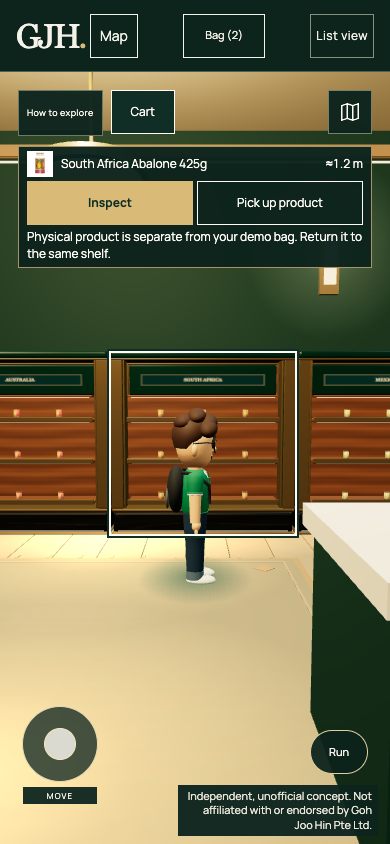 GJH.
Map
Bag (2)
List view
How to explore
Cart
South Africa Abalone 425g
≈1.2 m
Inspect
Pick up product
Physical product is separate from your demo bag. Return it to
the same shelf.
AUSTRALIA
SOUTH AFRICA
Run
MOVE
Independent, unofficial concept. Not
affiliated with or endorsed by Goh
Joo Hin Pte Ltd.